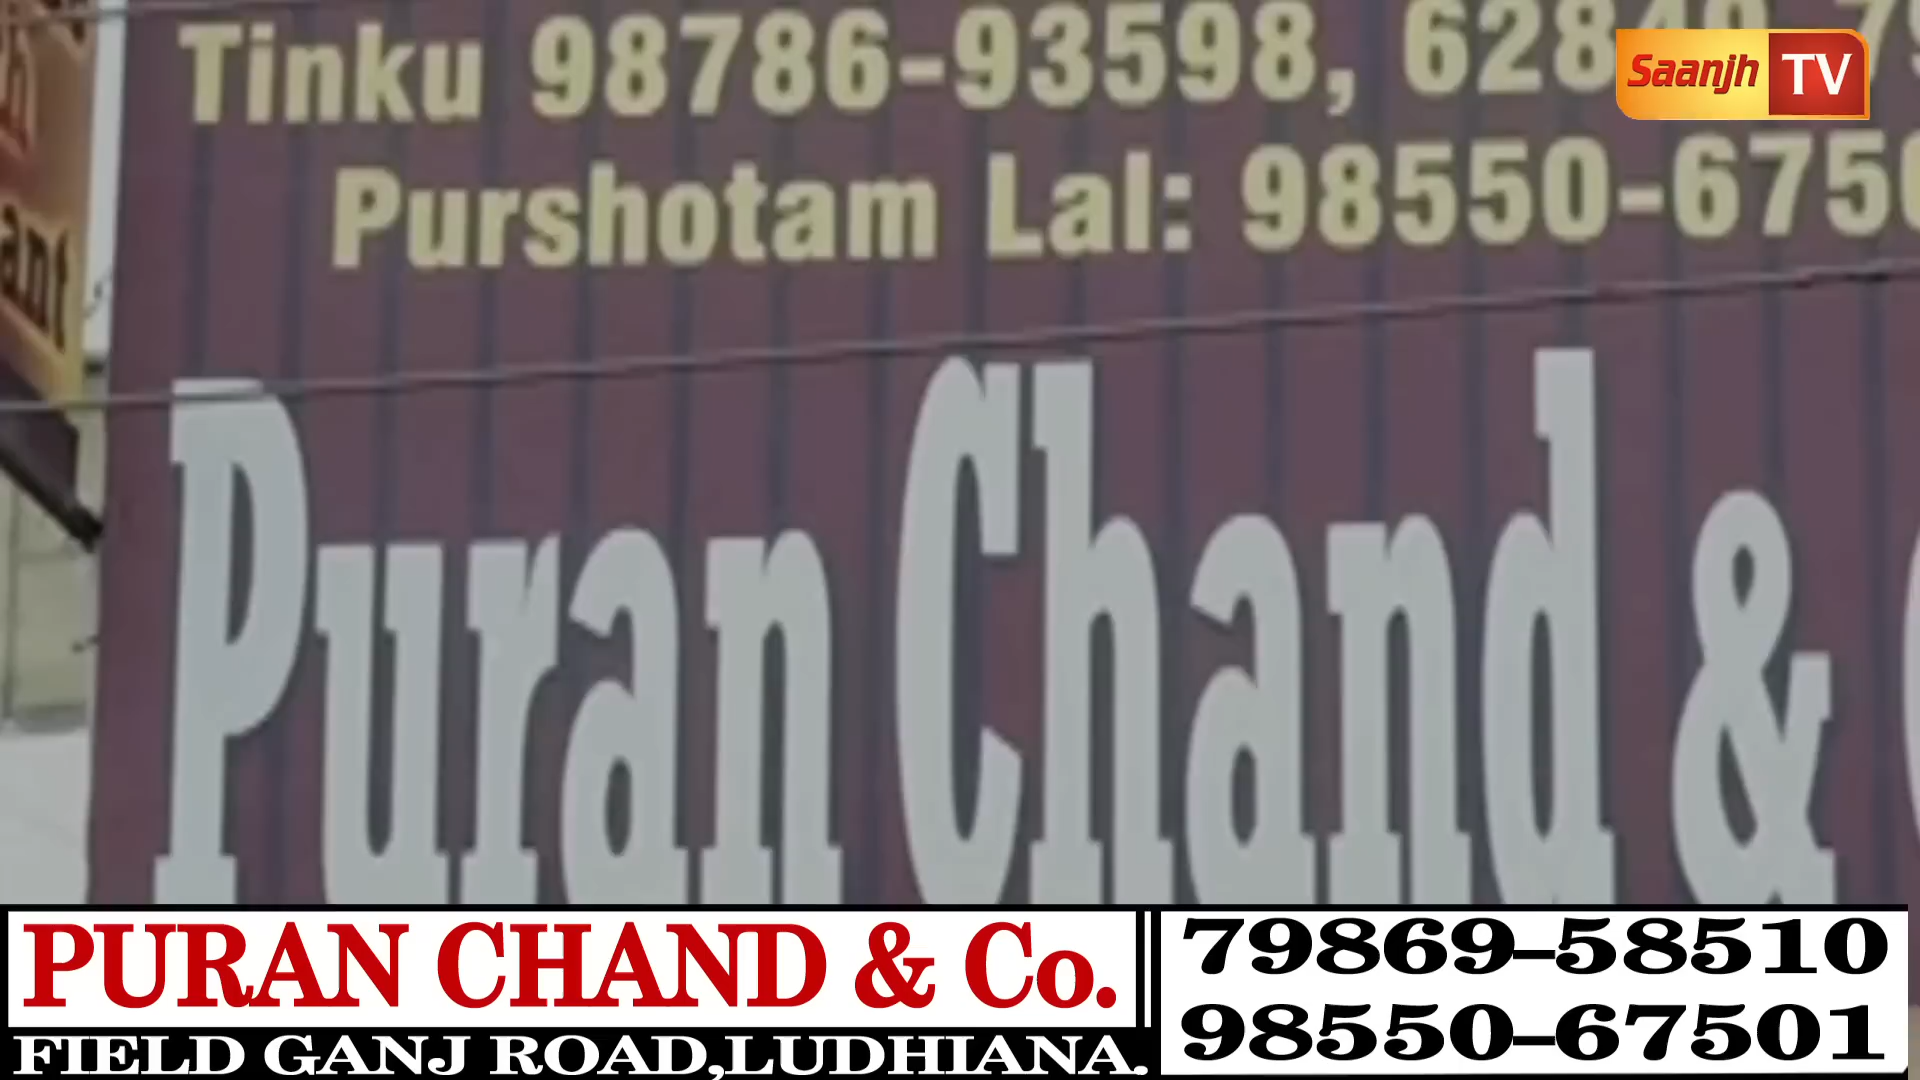 Tinku 98786-93598,
Saanjh TV
Purshotam Lal: 98550-675
Puran Chand &
PURAN CHAND & Co.
FIELD GANJ ROAD,LUDHIANA.
79869-58510
98550-67501